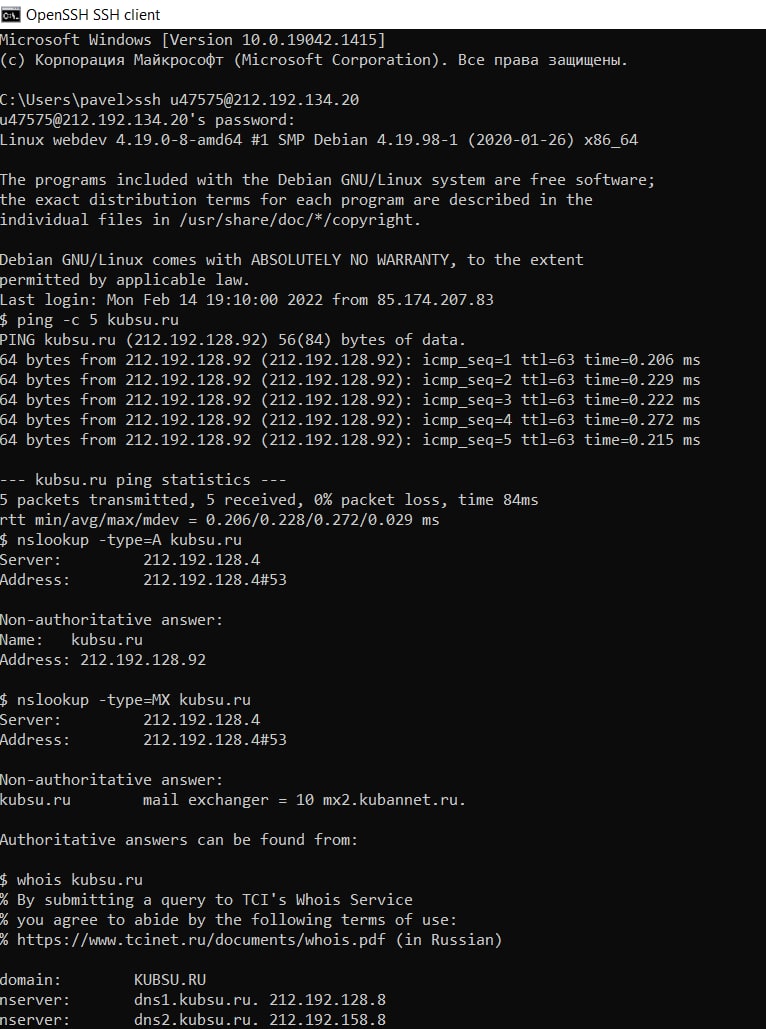 OpenSSH SSH client
Microsoft Windows [Version 10.0.19042.1415]
(c) Корпорация Майкрософт (Microsoft Corporation). Все права защищены.
C:\Users\pavel>ssh u47575@212.192.134.20
u47575@212.192.134.20's password:
Linux webdev 4.19.0-8-amd64 #1 SMP Debian 4.19.98-1 (2020-01-26) x86_64
The programs included with the Debian GNU/Linux system are free software;
the exact distribution terms for each program are described in the
individual files in /usr/share/doc/*/copyright.
Debian GNU/Linux comes with ABSOLUTELY NO WARRANTY, to the extent
permitted by applicable law.
Last login: Mon Feb 14 19:10:00 2022 from 85.174.207.83
$ ping -c 5 kubsu.ru
PING kubsu.ru (212.192.128.92) 56(84) bytes of data.
64 bytes from 212.192.128.92 (212.192.128.92): icmp_seq=1 ttl=63 time=0.206 ms
64 bytes from 212.192.128.92 (212.192.128.92): icmp_seq=2 ttl=63 time=0.229 ms
64 bytes from 212.192.128.92 (212.192.128.92): icmp_seq=3 ttl=63 time=0.222 ms
64 bytes from 212.192.128.92 (212.192.128.92): icmp_seq=4 ttl=63 time=0.272 ms
64 bytes from 212.192.128.92 (212.192.128.92): icmp_seq=5 ttl=63 time=0.215 ms
--- kubsu.ru ping statistics ---
5 packets transmitted, 5 received, 0% packet loss, time 84ms
rtt min/avg/max/mdev = 0.206/0.228/0.272/0.029 ms
$ nslookup -type=A kubsu.ru
Server:         212.192.128.4
Address:        212.192.128.4#53
Non-authoritative answer:
Name:   kubsu.ru
Address: 212.192.128.92
$ nslookup -type=MX kubsu.ru
Server:         212.192.128.4
Address:        212.192.128.4#53
Non-authoritative answer:
kubsu.ru        mail exchanger = 10 mx2.kubannet.ru.
Authoritative answers can be found from:
$ whois kubsu.ru
% By submitting a query to TCI's Whois Service
% you agree to abide by the following terms of use:
% https://www.tcinet.ru/documents/whois.pdf (in Russian)
domain:        KUBSU.RU
nserver:       dns1.kubsu.ru. 212.192.128.8
nserver:       dns2.kubsu.ru. 212.192.158.8